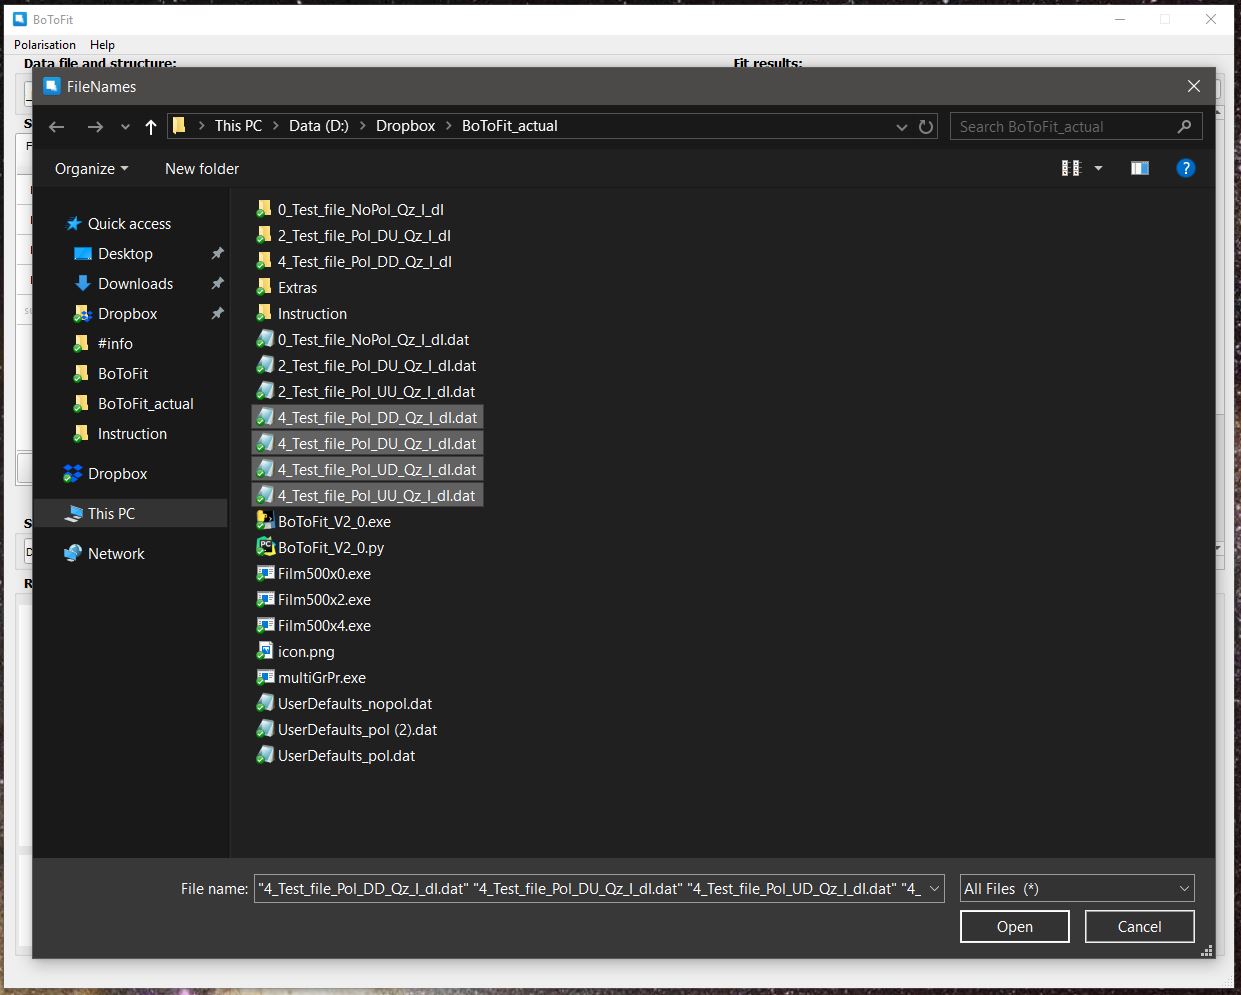 BoToFit
Polarisation Help
Data file and structure: Fit results:
FileNames
This PC Data (D:) Dropbox BoToFit_actual
Search BoToFit_actual
Organize New folder
Quick access
Desktop
Downloads
Dropbox
#info
BoToFit
BoToFit_actual
Instruction
Dropbox
This PC
Network
0_Test_file_NoPol_Qz_I_dI
2_Test_file_Pol_DU_Qz_I_dI
4_Test_file_Pol_DD_Qz_I_dI
Extras
Instruction
0_Test_file_NoPol_Qz_I_dI.dat
2_Test_file_Pol_DU_Qz_I_dI.dat
2_Test_file_Pol_UU_Qz_I_dI.dat
4_Test_file_Pol_DD_Qz_I_dI.dat
4_Test_file_Pol_DU_Qz_I_dI.dat
4_Test_file_Pol_UD_Qz_I_dI.dat
4_Test_file_Pol_UU_Qz_I_dI.dat
BoToFit_V2_0.exe
BoToFit_V2_0.py
Film500x0.exe
Film500x2.exe
Film500x4.exe
icon.png
multiGrPr.exe
UserDefaults_nopol.dat
UserDefaults_pol (2).dat
UserDefaults_pol.dat
File name: "4_Test_file_Pol_DD_Qz_I_dI.dat" "4_Test_file_Pol_DU_Qz_I_dI.dat" "4_Test_file_Pol_UD_Qz_I_dI.dat" "4_
All Files (*)
Open Cancel